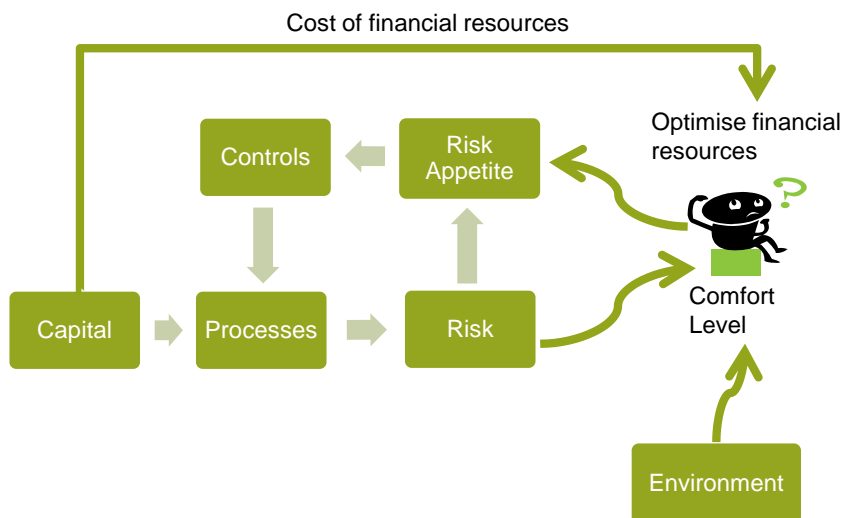 Cost of financial resources
Optimise financial
resources
Controls
Risk
Appetite
Capital
Processes
Risk
Comfort
Level
Environment